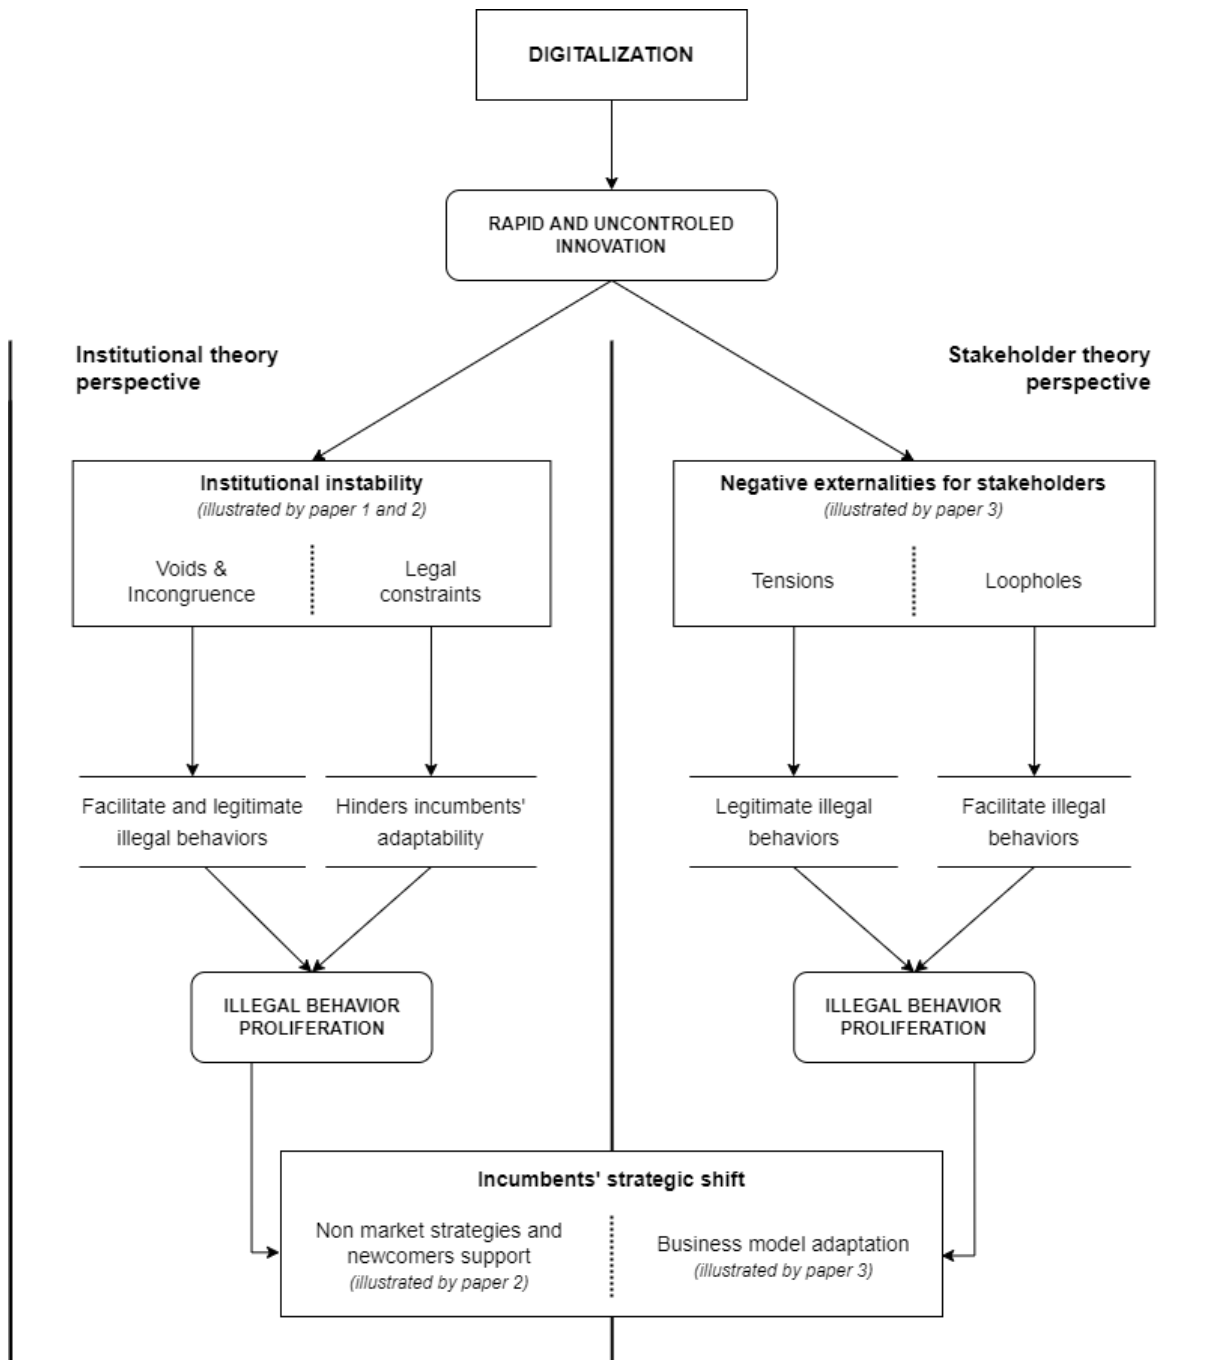 DIGITALIZATION
RAPID AND UNCONTROLED
INNOVATION
Institutional theory
perspective
Stakeholder theory
perspective
Institutional instability
(illustrated by paper 1 and 2)
Voids &
Incongruence
Legal
constraints
Negative externalities for stakeholders
(illustrated by paper 3)
Tensions
Loopholes
Facilitate and legitimate
illegal behaviors
Hinders incumbents'
adaptability
Legitimate illegal
behaviors
Facilitate illegal
behaviors
ILLEGAL BEHAVIOR
PROLIFERATION
ILLEGAL BEHAVIOR
PROLIFERATION
Incumbents' strategic shift
Non market strategies and
newcomers support
(illustrated by paper 2)
Business model adaptation
(illustrated by paper 3)